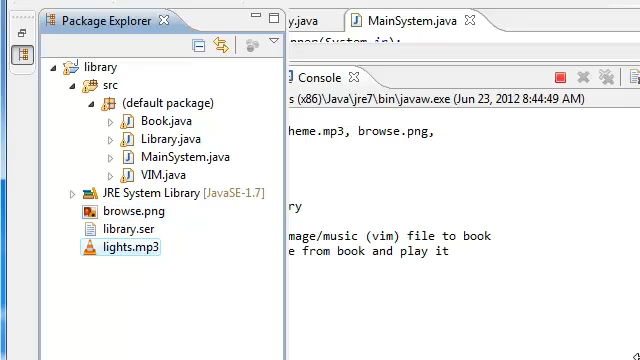 Package Explorer
y.java
MainSystem.java
nner(System.in);
library
src
(default package)
Book.java
Library.java
MainSystem.java
VIM.java
JRE System Library [JavaSE-1.7]
browse.png
library.ser
lights.mp3
Console
s (x86)\Java\jre7\bin\javaw.exe (Jun 23, 2012 8:44:49 AM)
heme.mp3, browse.png,
ry
mage/music (vim) file to book
e from book and play it